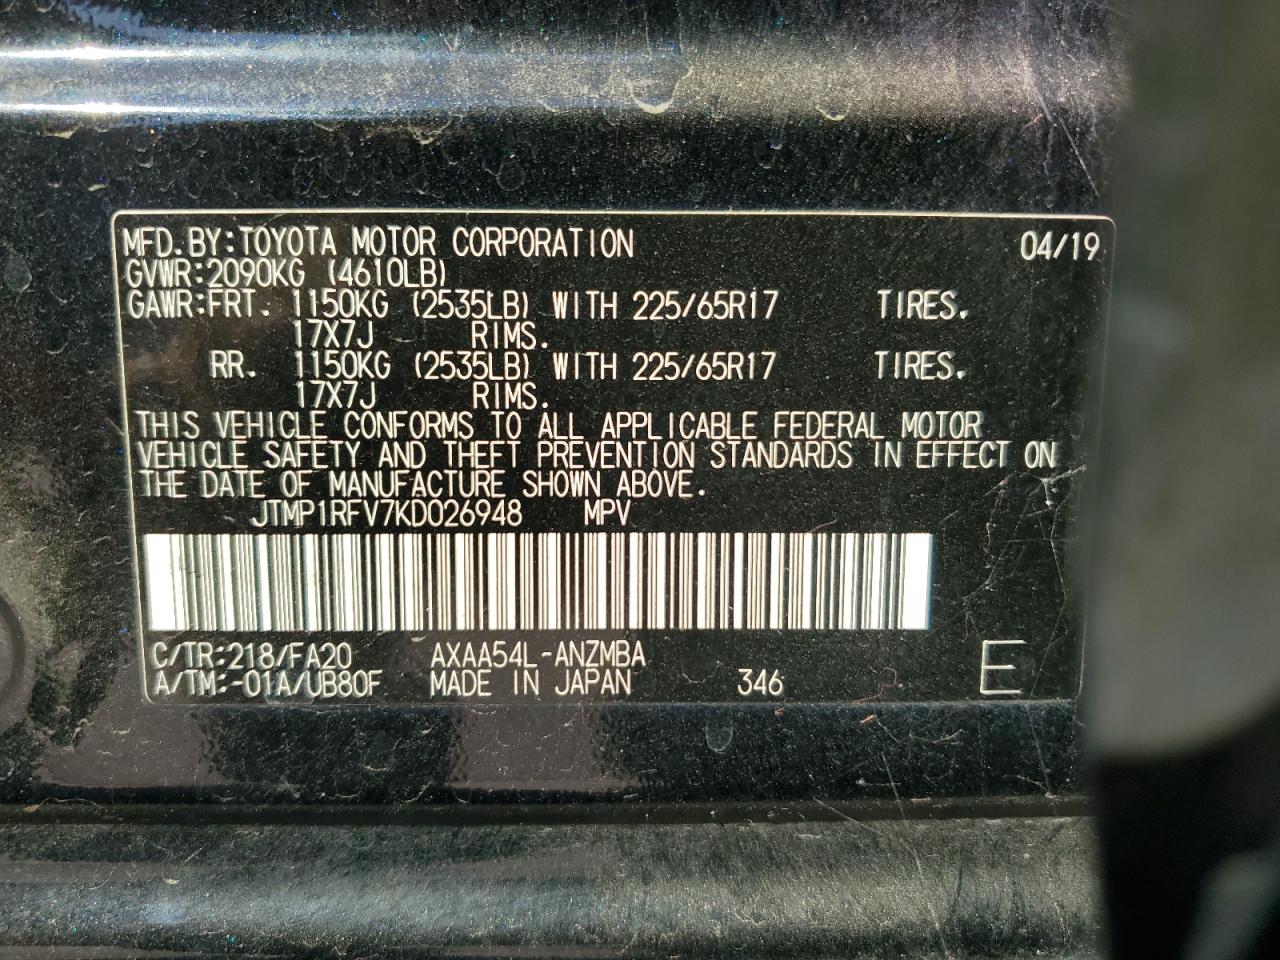 MFD.BY:TOYOTA MOTOR CORPORATION 04/19
GVWR:2090KG (4610LB)
GAWR:FRT. 1150KG (2535LB) WITH 225/65R17 TIRES.
17X7J RIMS.
RR. 1150KG (2535LB) WITH 225/65R17 TIRES.
17X7J RIMS.
THIS VEHICLE CONFORMS TO ALL APPLICABLE FEDERAL MOTOR
VEHICLE SAFETY AND THEFT PREVENTION STANDARDS IN EFFECT ON
THE DATE OF MANUFACTURE SHOWN ABOVE.
JTMP1RFV7KD026948 MPV
C/TR:218/FA20 AXAA54L-ANZMBA
A/TM:-01A/UB80F MADE IN JAPAN 346 E